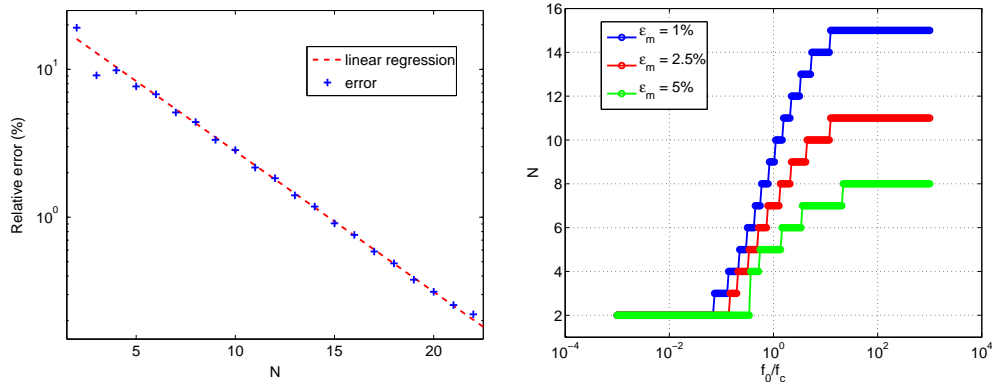 10^1
10^0
Relative error (%)
5
10
15
20
N
linear regression
error
16
14
12
10
8
6
4
2
N
10^−4
10^−2
10^0
10^2
10^4
f_0/f_c
ε_m = 1%
ε_m = 2.5%
ε_m = 5%